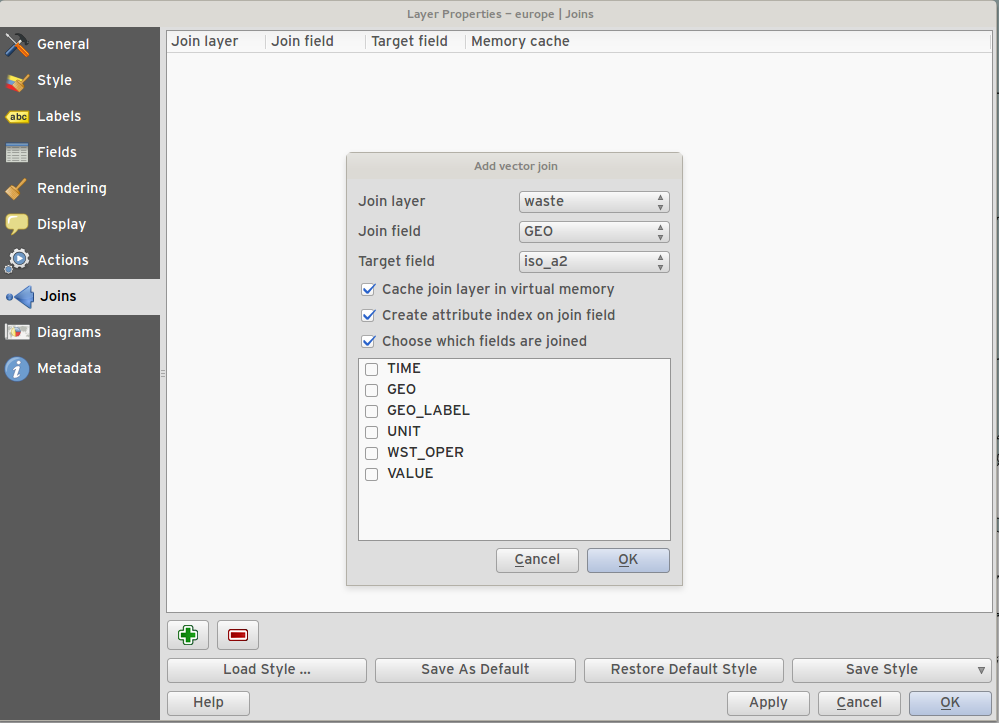 Layer Properties – europe | Joins
General
Style
abc Labels
Fields
Rendering
Display
Actions
Joins
Diagrams
Metadata
Join layer Join field Target field Memory cache
Add vector join
Join layer waste
Join field GEO
Target field iso_a2
Cache join layer in virtual memory
Create attribute index on join field
Choose which fields are joined
TIME
GEO
GEO_LABEL
UNIT
WST_OPER
VALUE
Cancel OK
Load Style ... Save As Default Restore Default Style Save Style
Help Apply Cancel OK